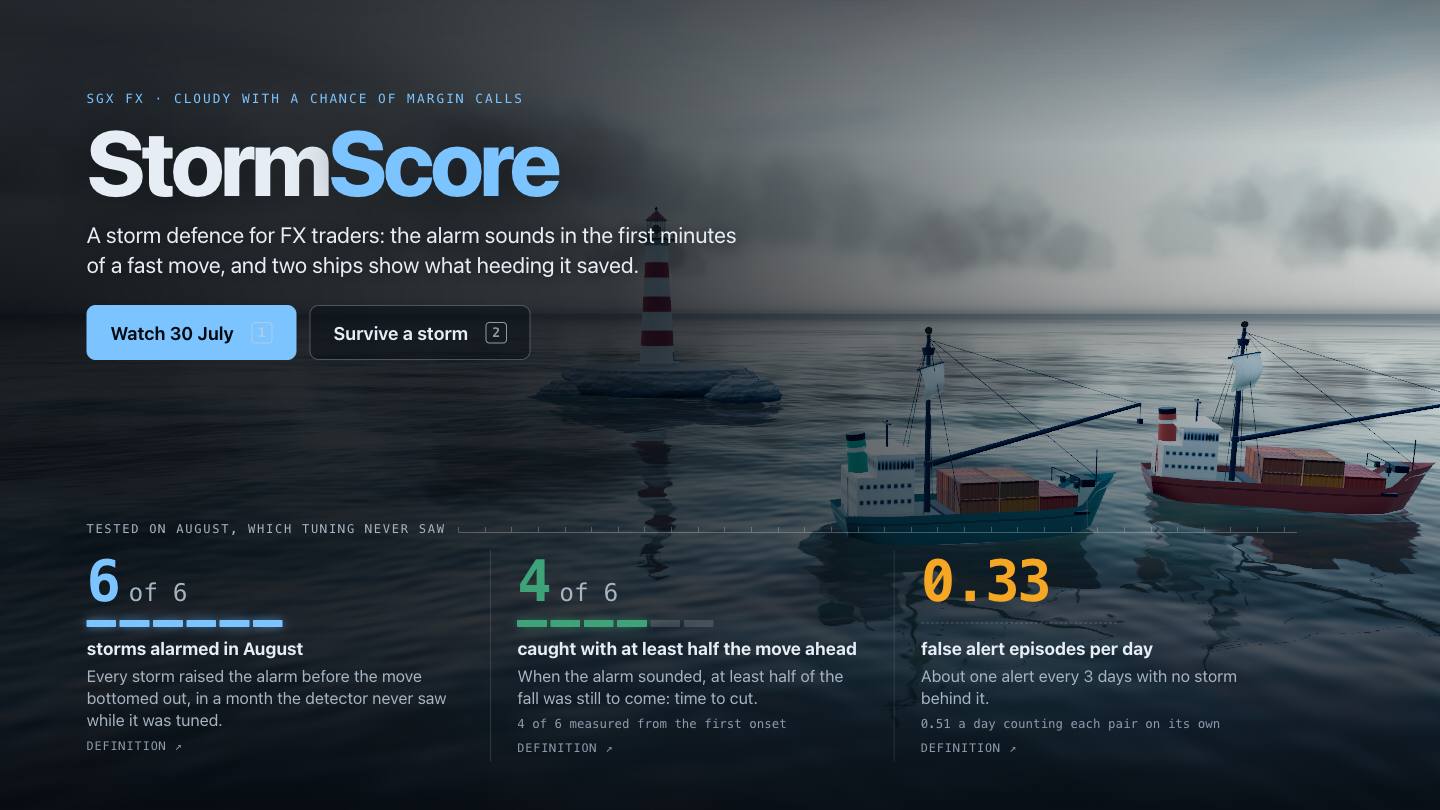 SGX FX · CLOUDY WITH A CHANCE OF MARGIN CALLS
StormScore
A storm defence for FX traders: the alarm sounds in the first minutes
of a fast move, and two ships show what heeding it saved.
Watch 30 July 1 Survive a storm 2
TESTED ON AUGUST, WHICH TUNING NEVER SAW
6 of 6
storms alarmed in August
Every storm raised the alarm before the move
bottomed out, in a month the detector never saw
while it was tuned.
DEFINITION ↗
4 of 6
caught with at least half the move ahead
When the alarm sounded, at least half of the
fall was still to come: time to cut.
4 of 6 measured from the first onset
DEFINITION ↗
0.33
false alert episodes per day
About one alert every 3 days with no storm
behind it.
0.51 a day counting each pair on its own
DEFINITION ↗